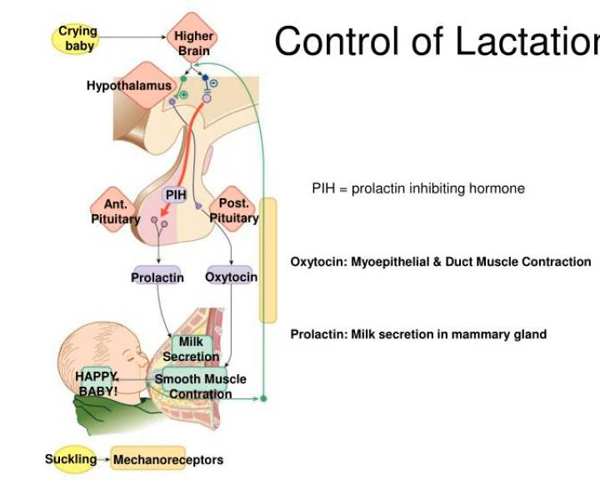 Control of Lactation
Crying
baby
Higher
Brain
Hypothalamus
PIH
Ant.
Pituitary
Post.
Pituitary
Prolactin
Oxytocin
Milk
Secretion
HAPPY
BABY!
Smooth Muscle
Contration
Suckling
Mechanoreceptors
PIH = prolactin inhibiting hormone
Oxytocin: Myoepithelial & Duct Muscle Contraction
Prolactin: Milk secretion in mammary gland